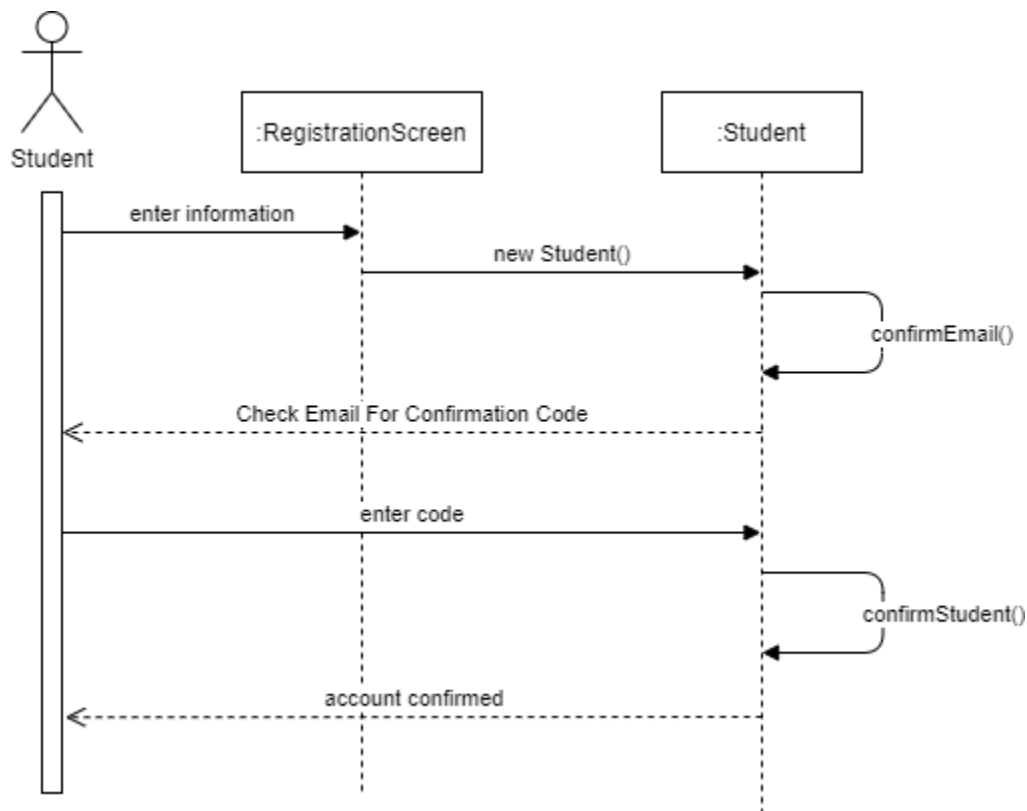 Student
:RegistrationScreen
:Student
enter information
new Student()
confirmEmail()
Check Email For Confirmation Code
enter code
confirmStudent()
account confirmed